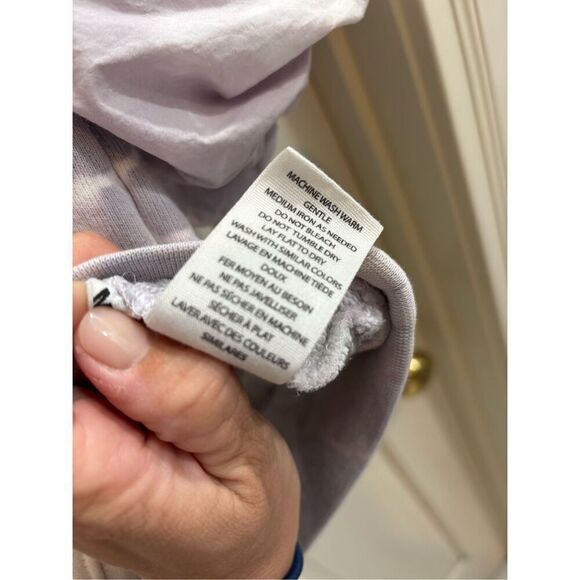 MACHINE WASH WARM
GENTLE
MEDIUM IRON AS NEEDED
DO NOT BLEACH
DO NOT TUMBLE DRY
LAY FLAT TO DRY
WASH WITH SIMILAR COLORS
LAVAGE EN MACHINE TIÈDE
DOUX
FER MOYEN AU BESOIN
NE PAS JAVELLISER
NE PAS SÉCHER EN MACHINE
SÉCHER À PLAT
LAVER AVEC DES COULEURS
SIMILAIRES